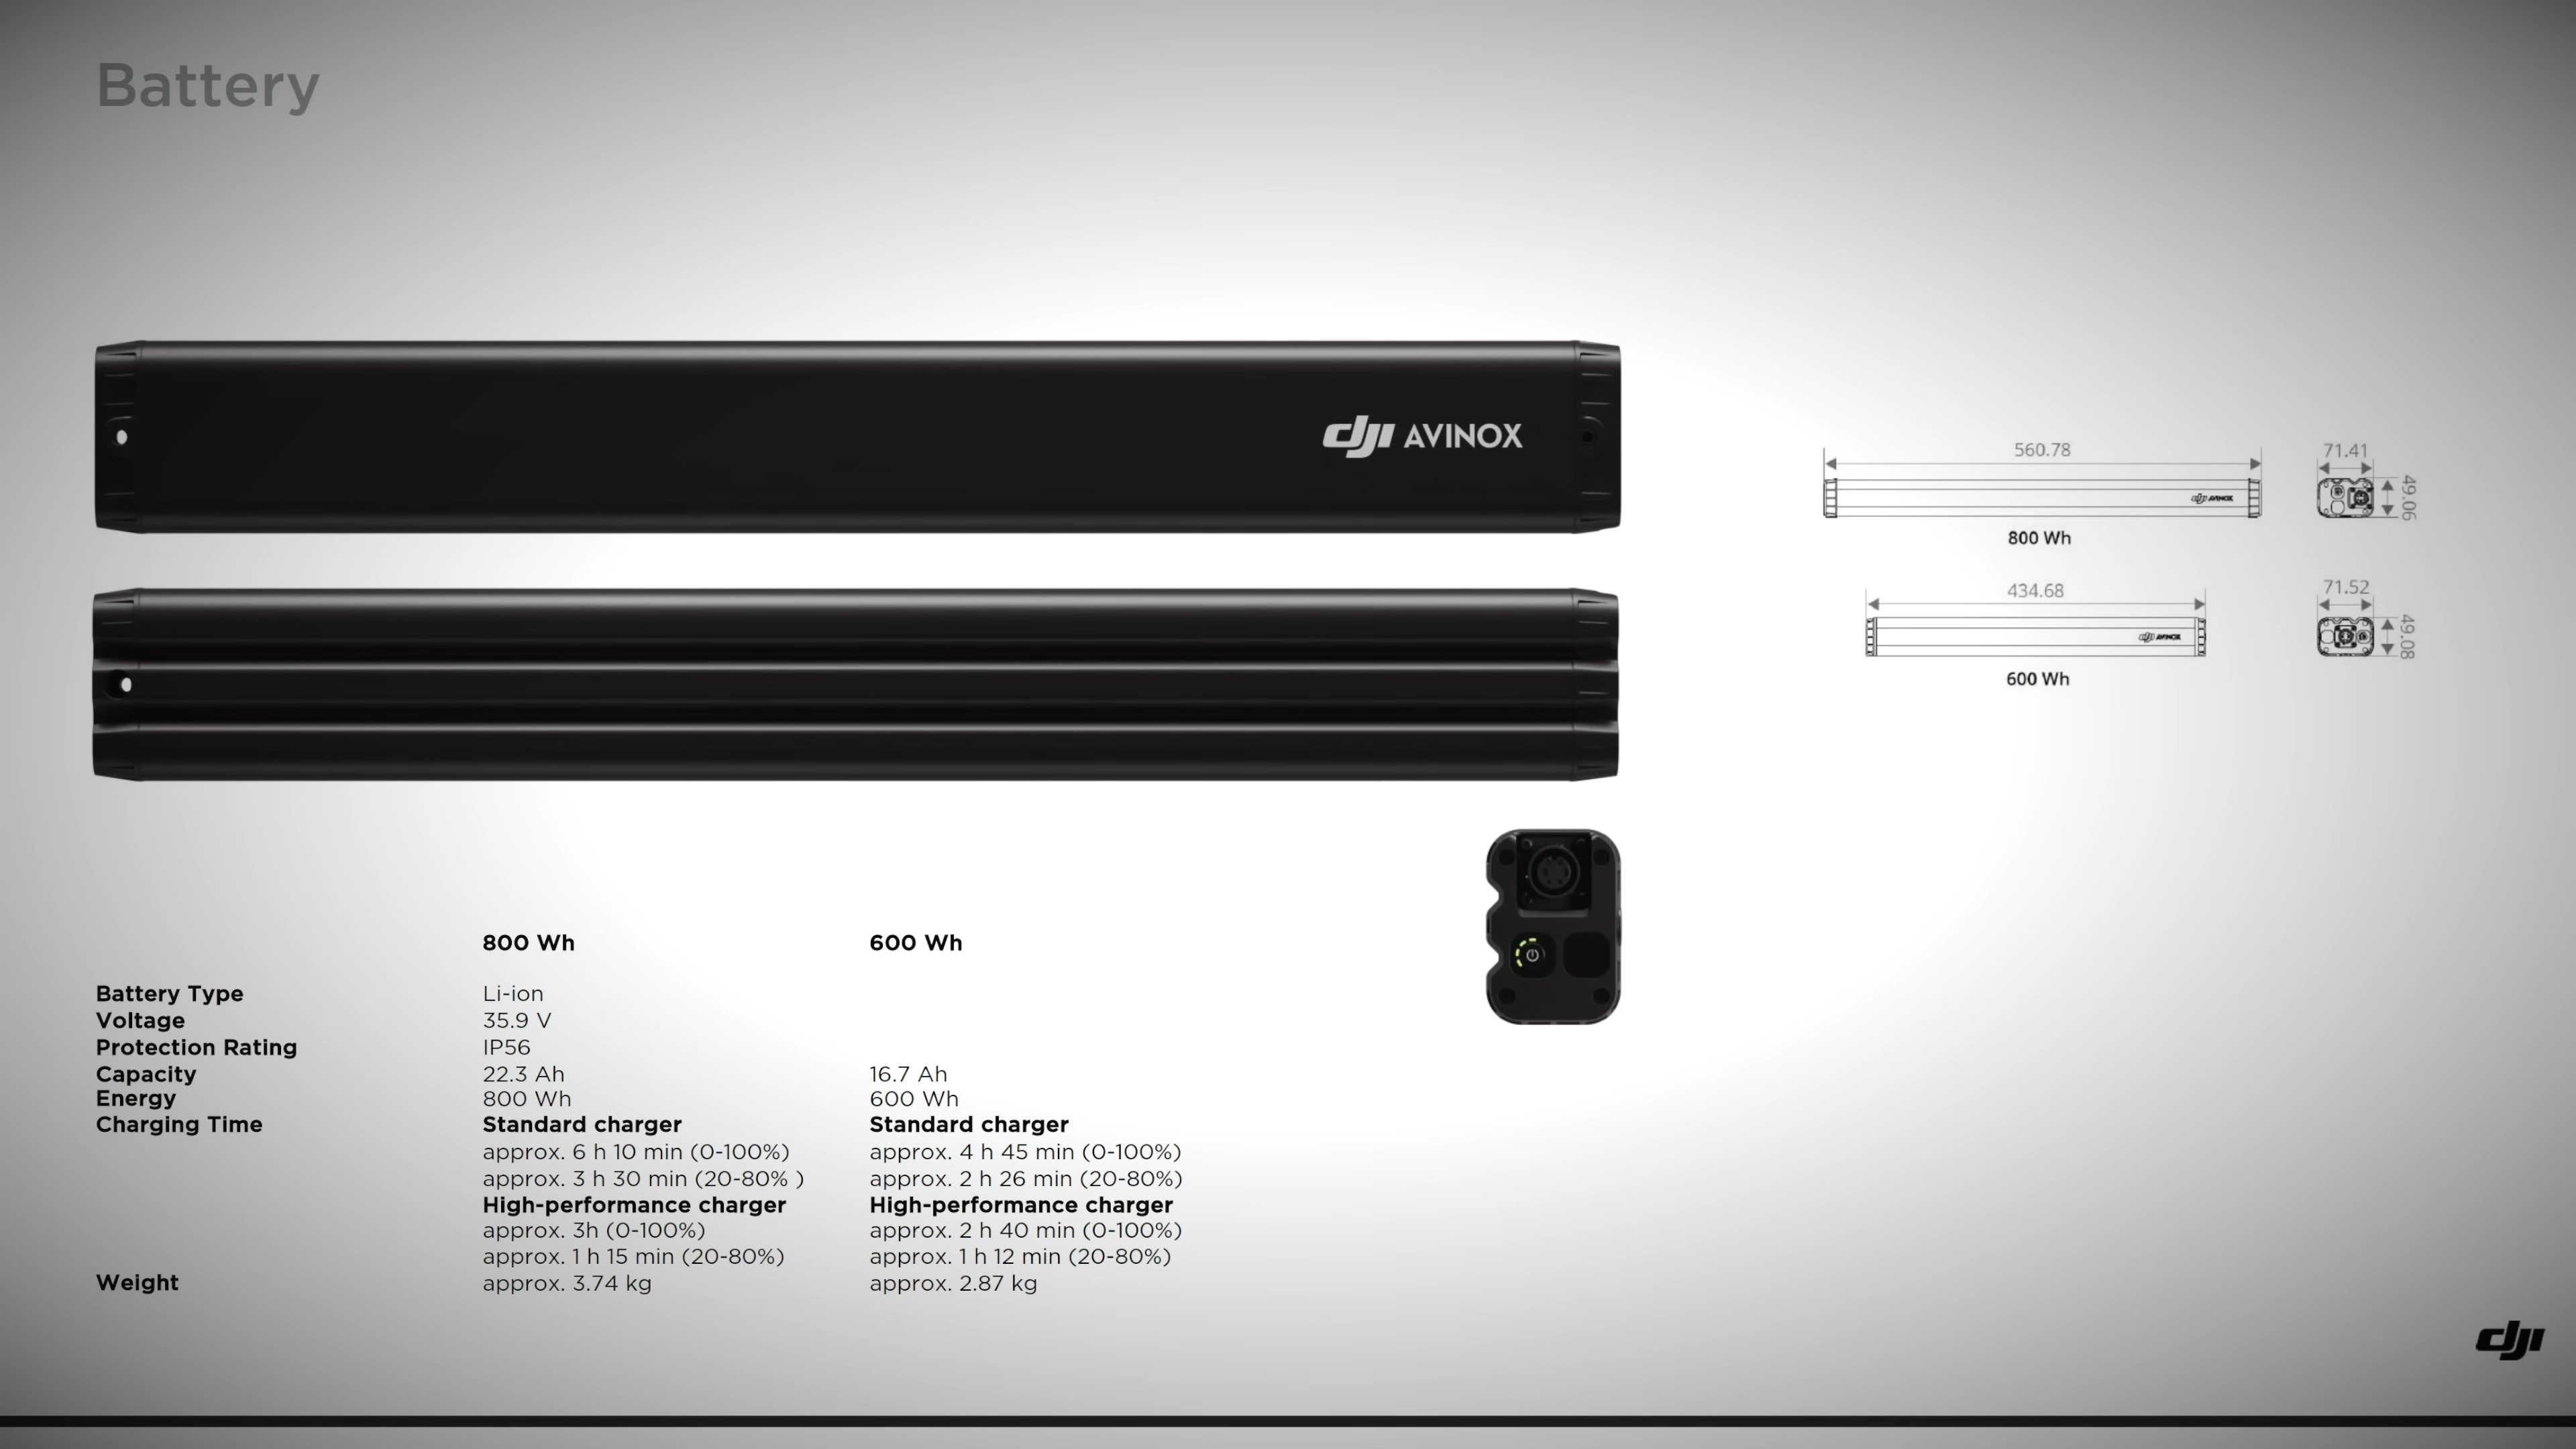 Battery
dji AVINOX
560.78
71.41
49.06
dji AVINOX
800 Wh
434.68
71.52
49.08
dji AVINOX
600 Wh
800 Wh 600 Wh
Battery Type Li-ion
Voltage 35.9 V
Protection Rating IP56
Capacity 22.3 Ah 16.7 Ah
Energy 800 Wh 600 Wh
Charging Time Standard charger Standard charger
approx. 6 h 10 min (0-100%) approx. 4 h 45 min (0-100%)
approx. 3 h 30 min (20-80% ) approx. 2 h 26 min (20-80%)
High-performance charger High-performance charger
approx. 3h (0-100%) approx. 2 h 40 min (0-100%)
approx. 1 h 15 min (20-80%) approx. 1 h 12 min (20-80%)
Weight approx. 3.74 kg approx. 2.87 kg
dji